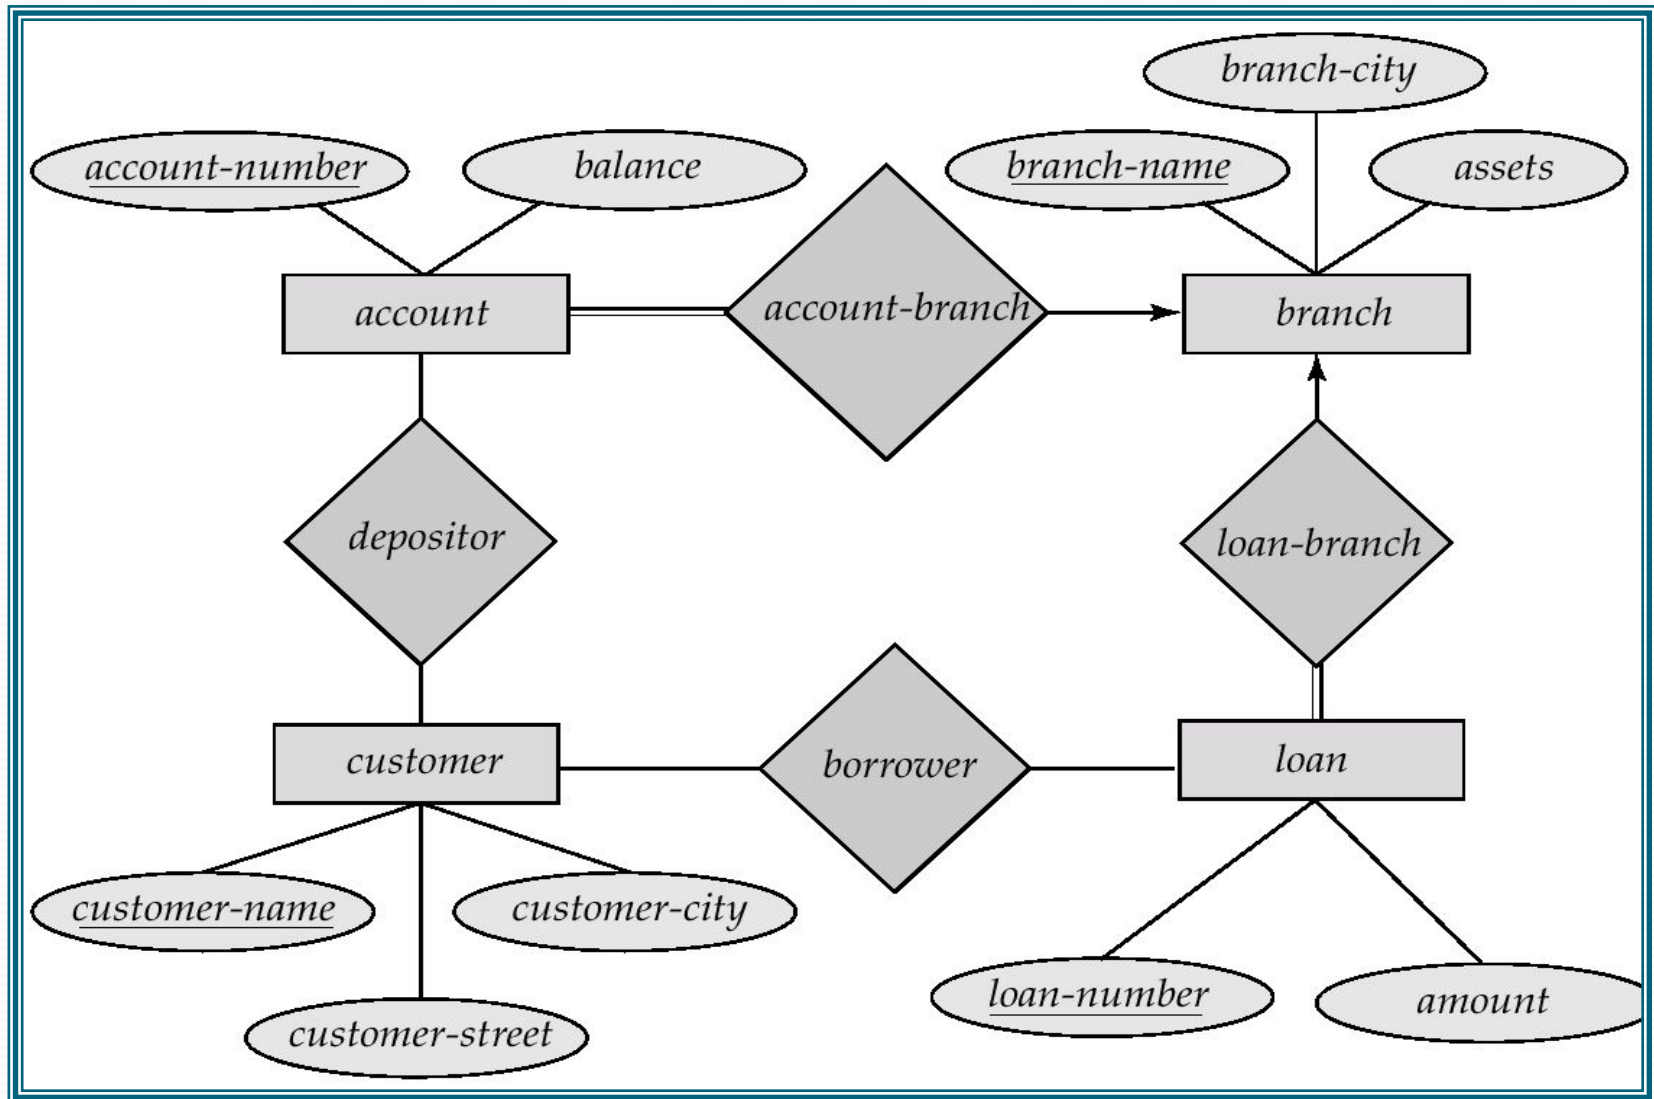 branch-city
account-number
balance
branch-name
assets
account
account-branch
branch
depositor
loan-branch
customer
borrower
loan
customer-name
customer-city
loan-number
amount
customer-street